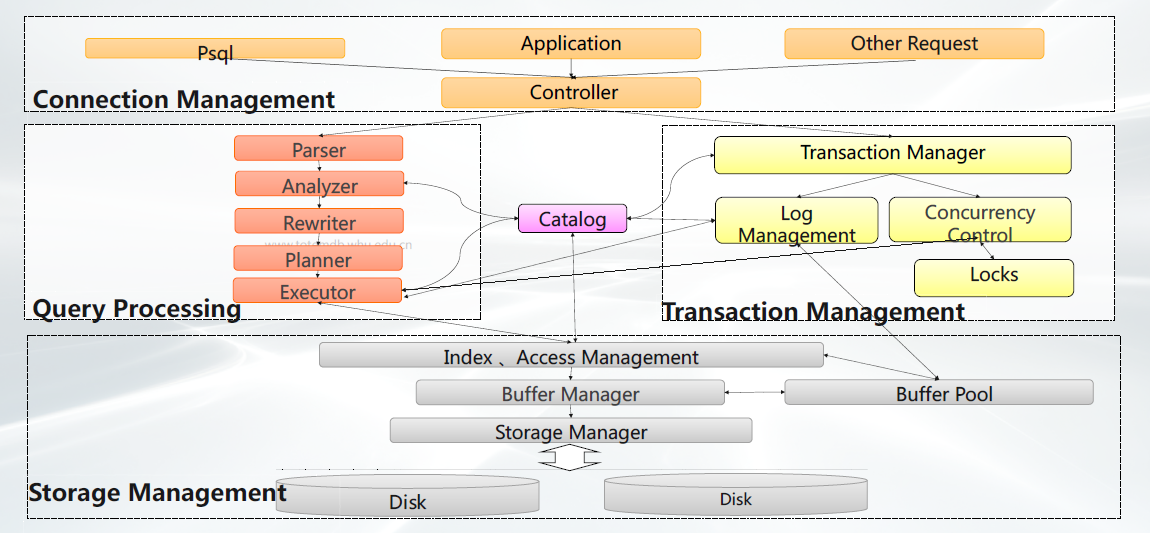 Psql
Application
Other Request
Controller
Connection Management
Parser
Analyzer
Rewriter
Planner
Executor
Query Processing
Catalog
Transaction Manager
Log
Management
Concurrency
Control
Locks
Transaction Management
Index 、Access Management
Buffer Manager
Buffer Pool
Storage Manager
Storage Management
Disk
Disk